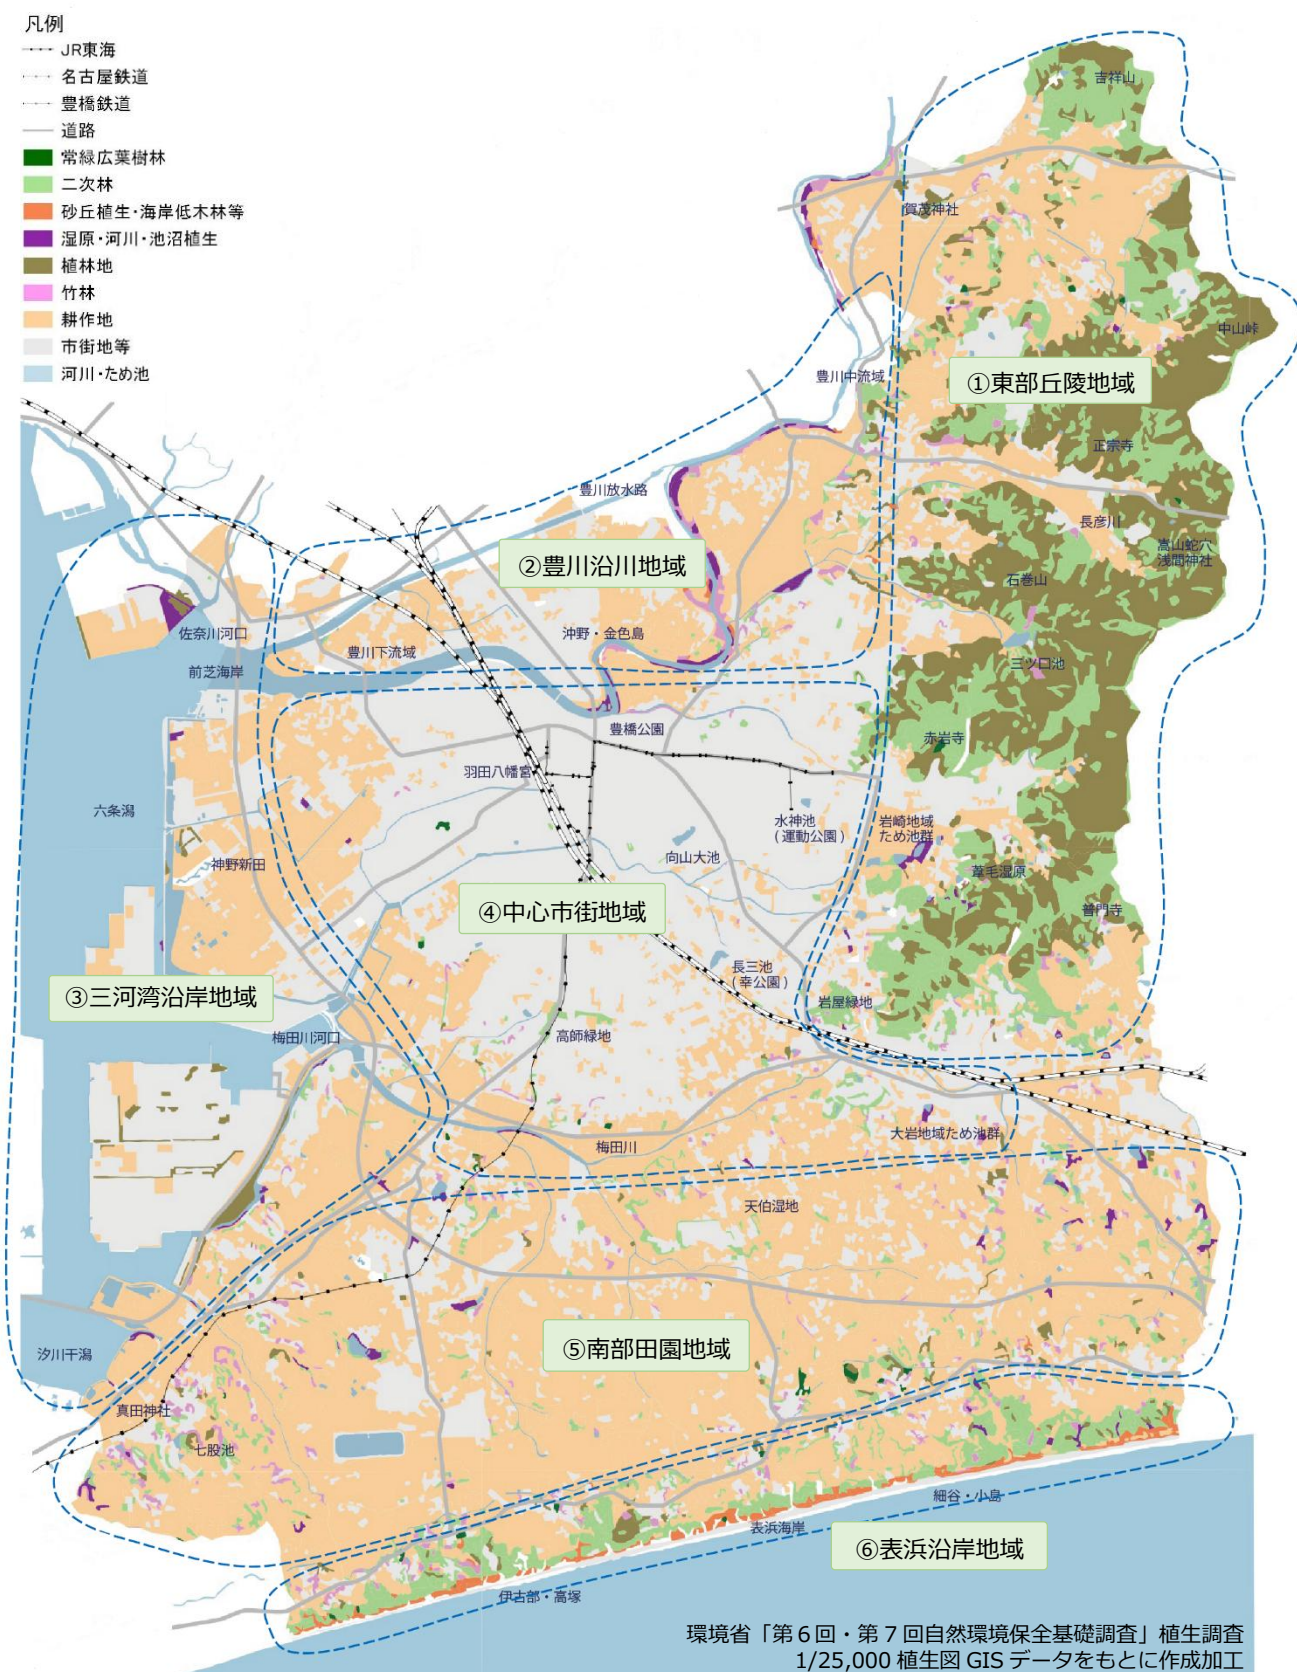 凡例
JR東海
名古屋鉄道
豊橋鉄道
道路
常緑広葉樹林
二次林
砂丘植生・海岸低木林等
湿原・河川・池沼植生
植林地
竹林
耕作地
市街地等
河川・ため池
吉祥山
賀茂神社
中山峠
豊川中流域
①東部丘陵地域
正宗寺
豊川放水路
長彦川
嵩山蛇穴
浅間神社
②豊川沿川地域
石巻山
佐奈川河口
沖野・金色島
豊川下流域
前芝海岸
三ツ口池
豊橋公園
赤岩寺
羽田八幡宮
六条潟
水神池
(運動公園)
岩崎地域
ため池群
向山大池
神野新田
葦毛湿原
④中心市街地域
普門寺
長三池
(幸公園)
③三河湾沿岸地域
岩屋緑地
梅田川河口
高師緑地
大岩地域ため池群
梅田川
天伯湿地
汐川干潟
⑤南部田園地域
真田神社
七股池
細谷・小島
表浜海岸
⑥表浜沿岸地域
伊古部・高塚
環境省「第6回・第7回自然環境保全基礎調査」植生調査
1/25,000 植生図 GIS データをもとに作成加工